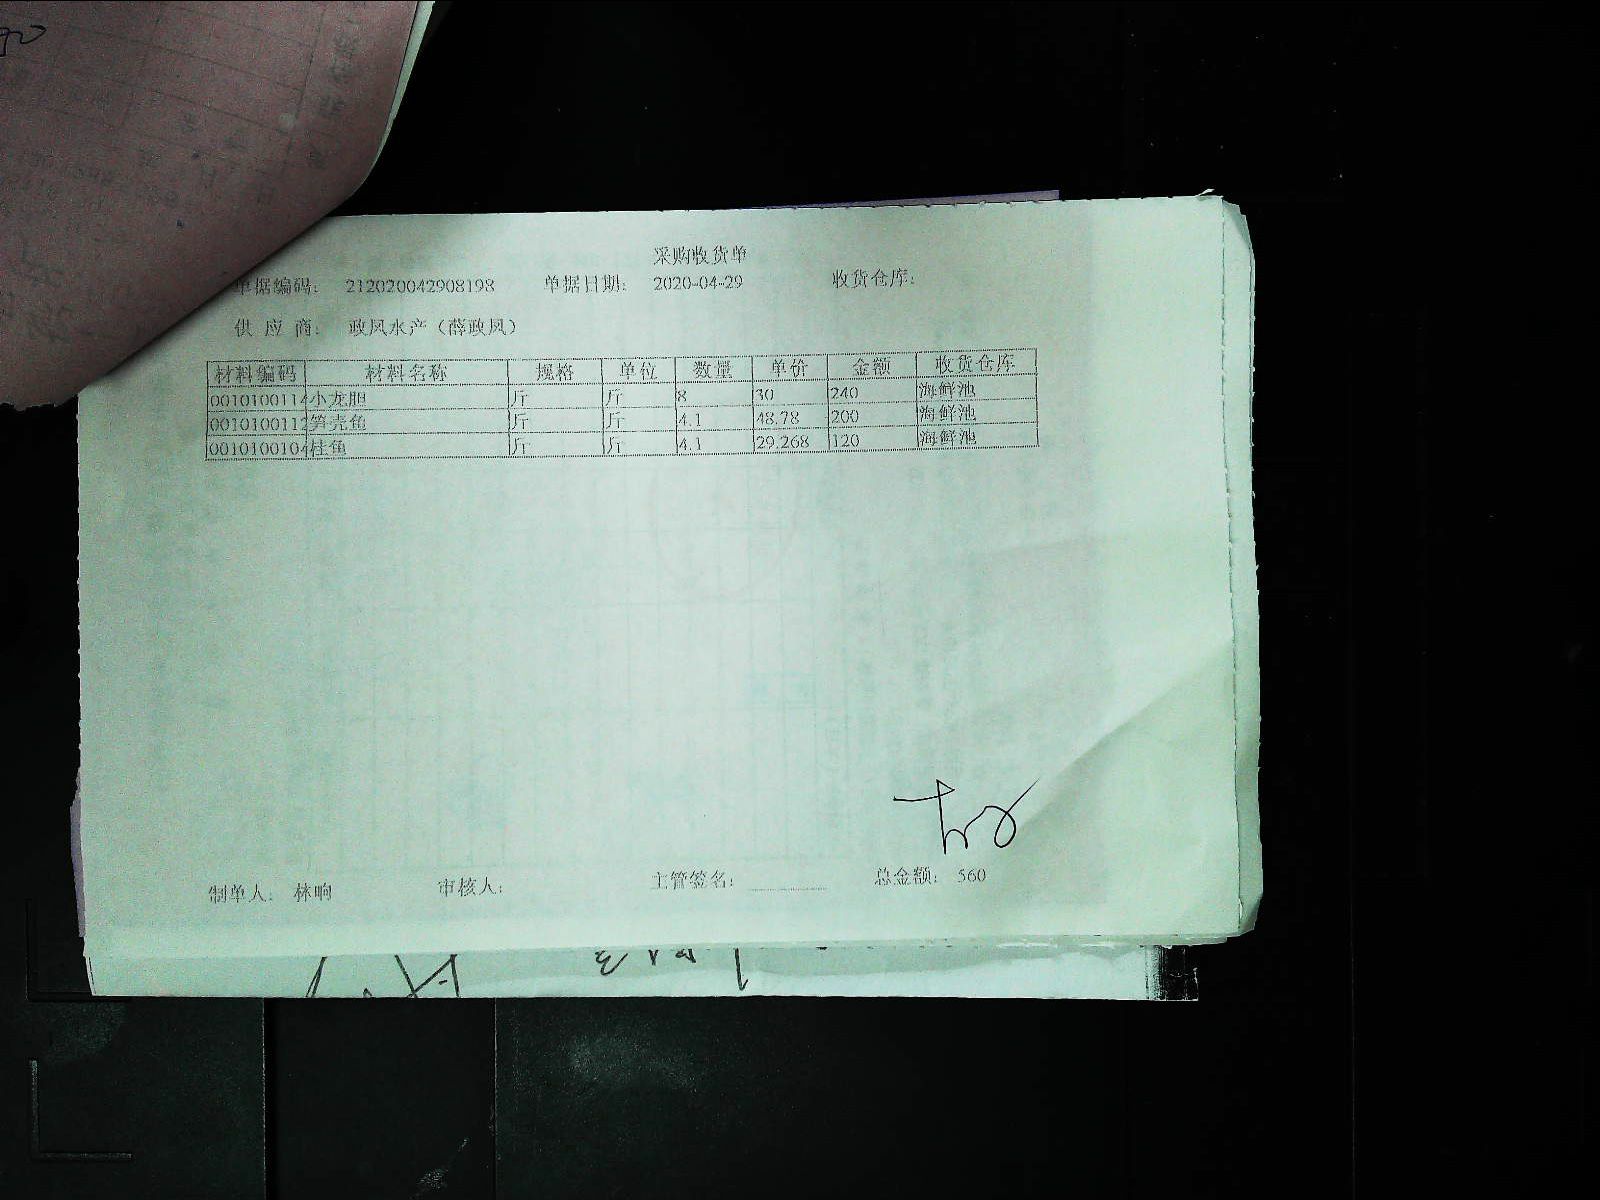 采购收货单
单据编码: 212020042908198 单据日期: 2020-04-29 收货仓库:
供 应 商: 政风水产（薛政凤）
材料编码 材料名称 规格 单位 数量 单价 金额 收货仓库
0010100114 小龙胆 斤 斤 8 30 240 海鲜池
0010100112 笋壳鱼 斤 斤 4.1 48.78 200 海鲜池
0010100104 桂鱼 斤 斤 4.1 29.268 120 海鲜池
制单人: 林响 审核人: 主管签名: 总金额: 560